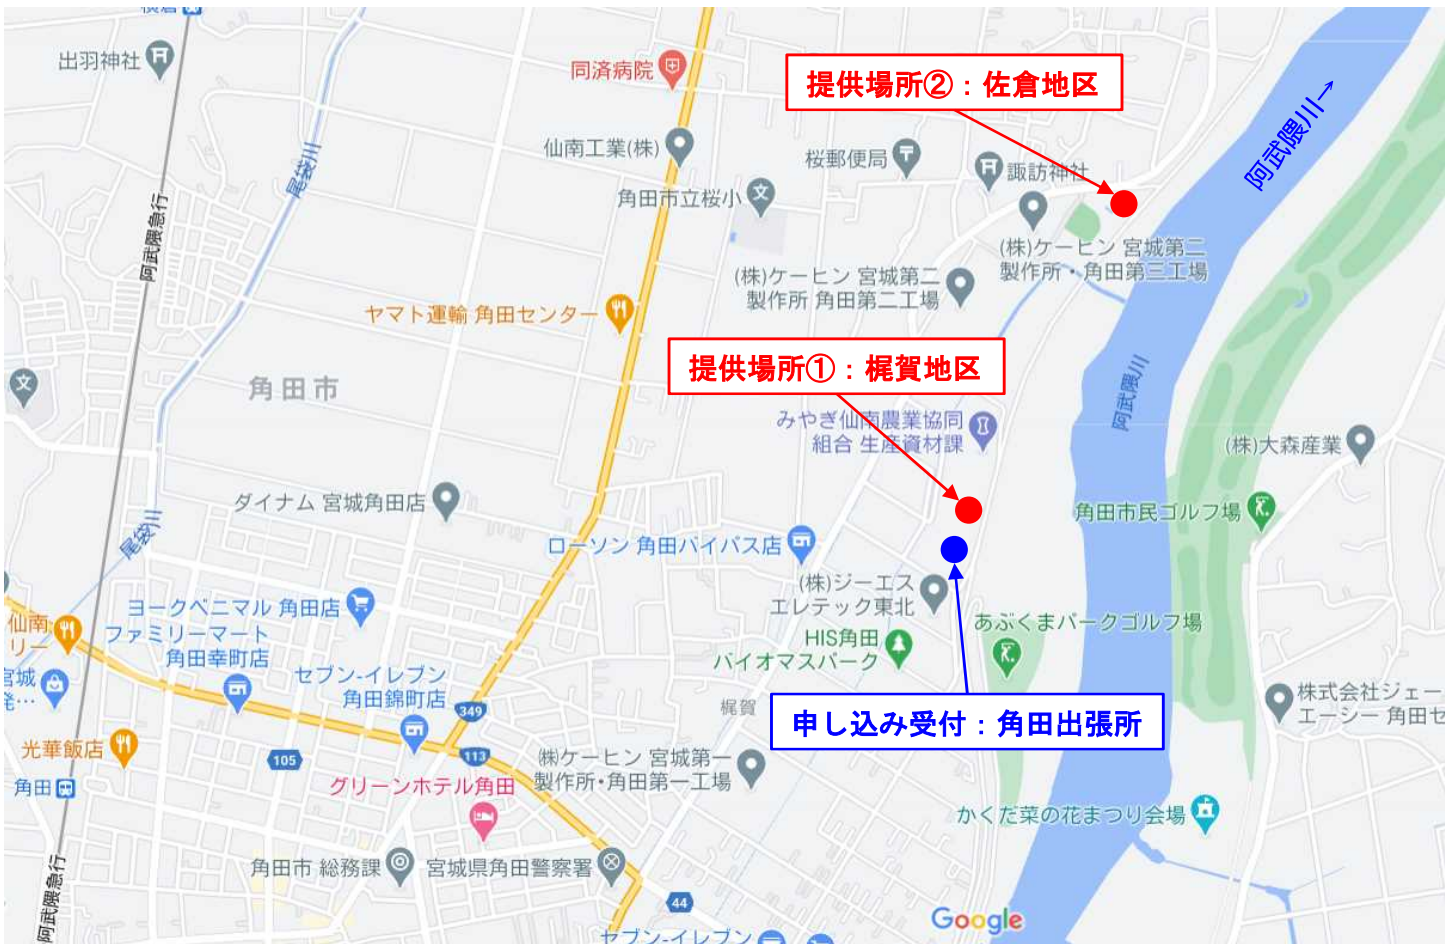 出羽神社
同済病院
提供場所②：佐倉地区
阿武隈川→
尾袋川
仙南工業(株)
桜郵便局
諏訪神社
角田市立桜小
阿武隈急行
(株)ケーヒン 宮城第二
製作所・角田第三工場
(株)ケーヒン 宮城第二
製作所 角田第二工場
ヤマト運輸 角田センター
提供場所①：梶賀地区
角田市
阿武隈川
みやぎ仙南農業協同
組合 生産資材課
(株)大森産業
ダイナム 宮城角田店
角田市民ゴルフ場
尾袋川
ローソン 角田バイパス店
(株)ジーエス
エレテック東北
ヨークベニマル 角田店
仙南
リー
ファミリーマート
角田幸町店
あぶくまパークゴルフ場
HIS角田
バイオマスパーク
セブン-イレブン
角田錦町店
宮城
発…
株式会社ジェー
エーシー 角田セ
梶賀
349
申し込み受付：角田出張所
光華飯店
105
113
(株)ケーヒン 宮城第一
製作所・角田第一工場
角田
グリーンホテル角田
かくだ菜の花まつり会場
角田市 総務課
宮城県角田警察署
阿武隈急行
44
Google
セブン-イレブン